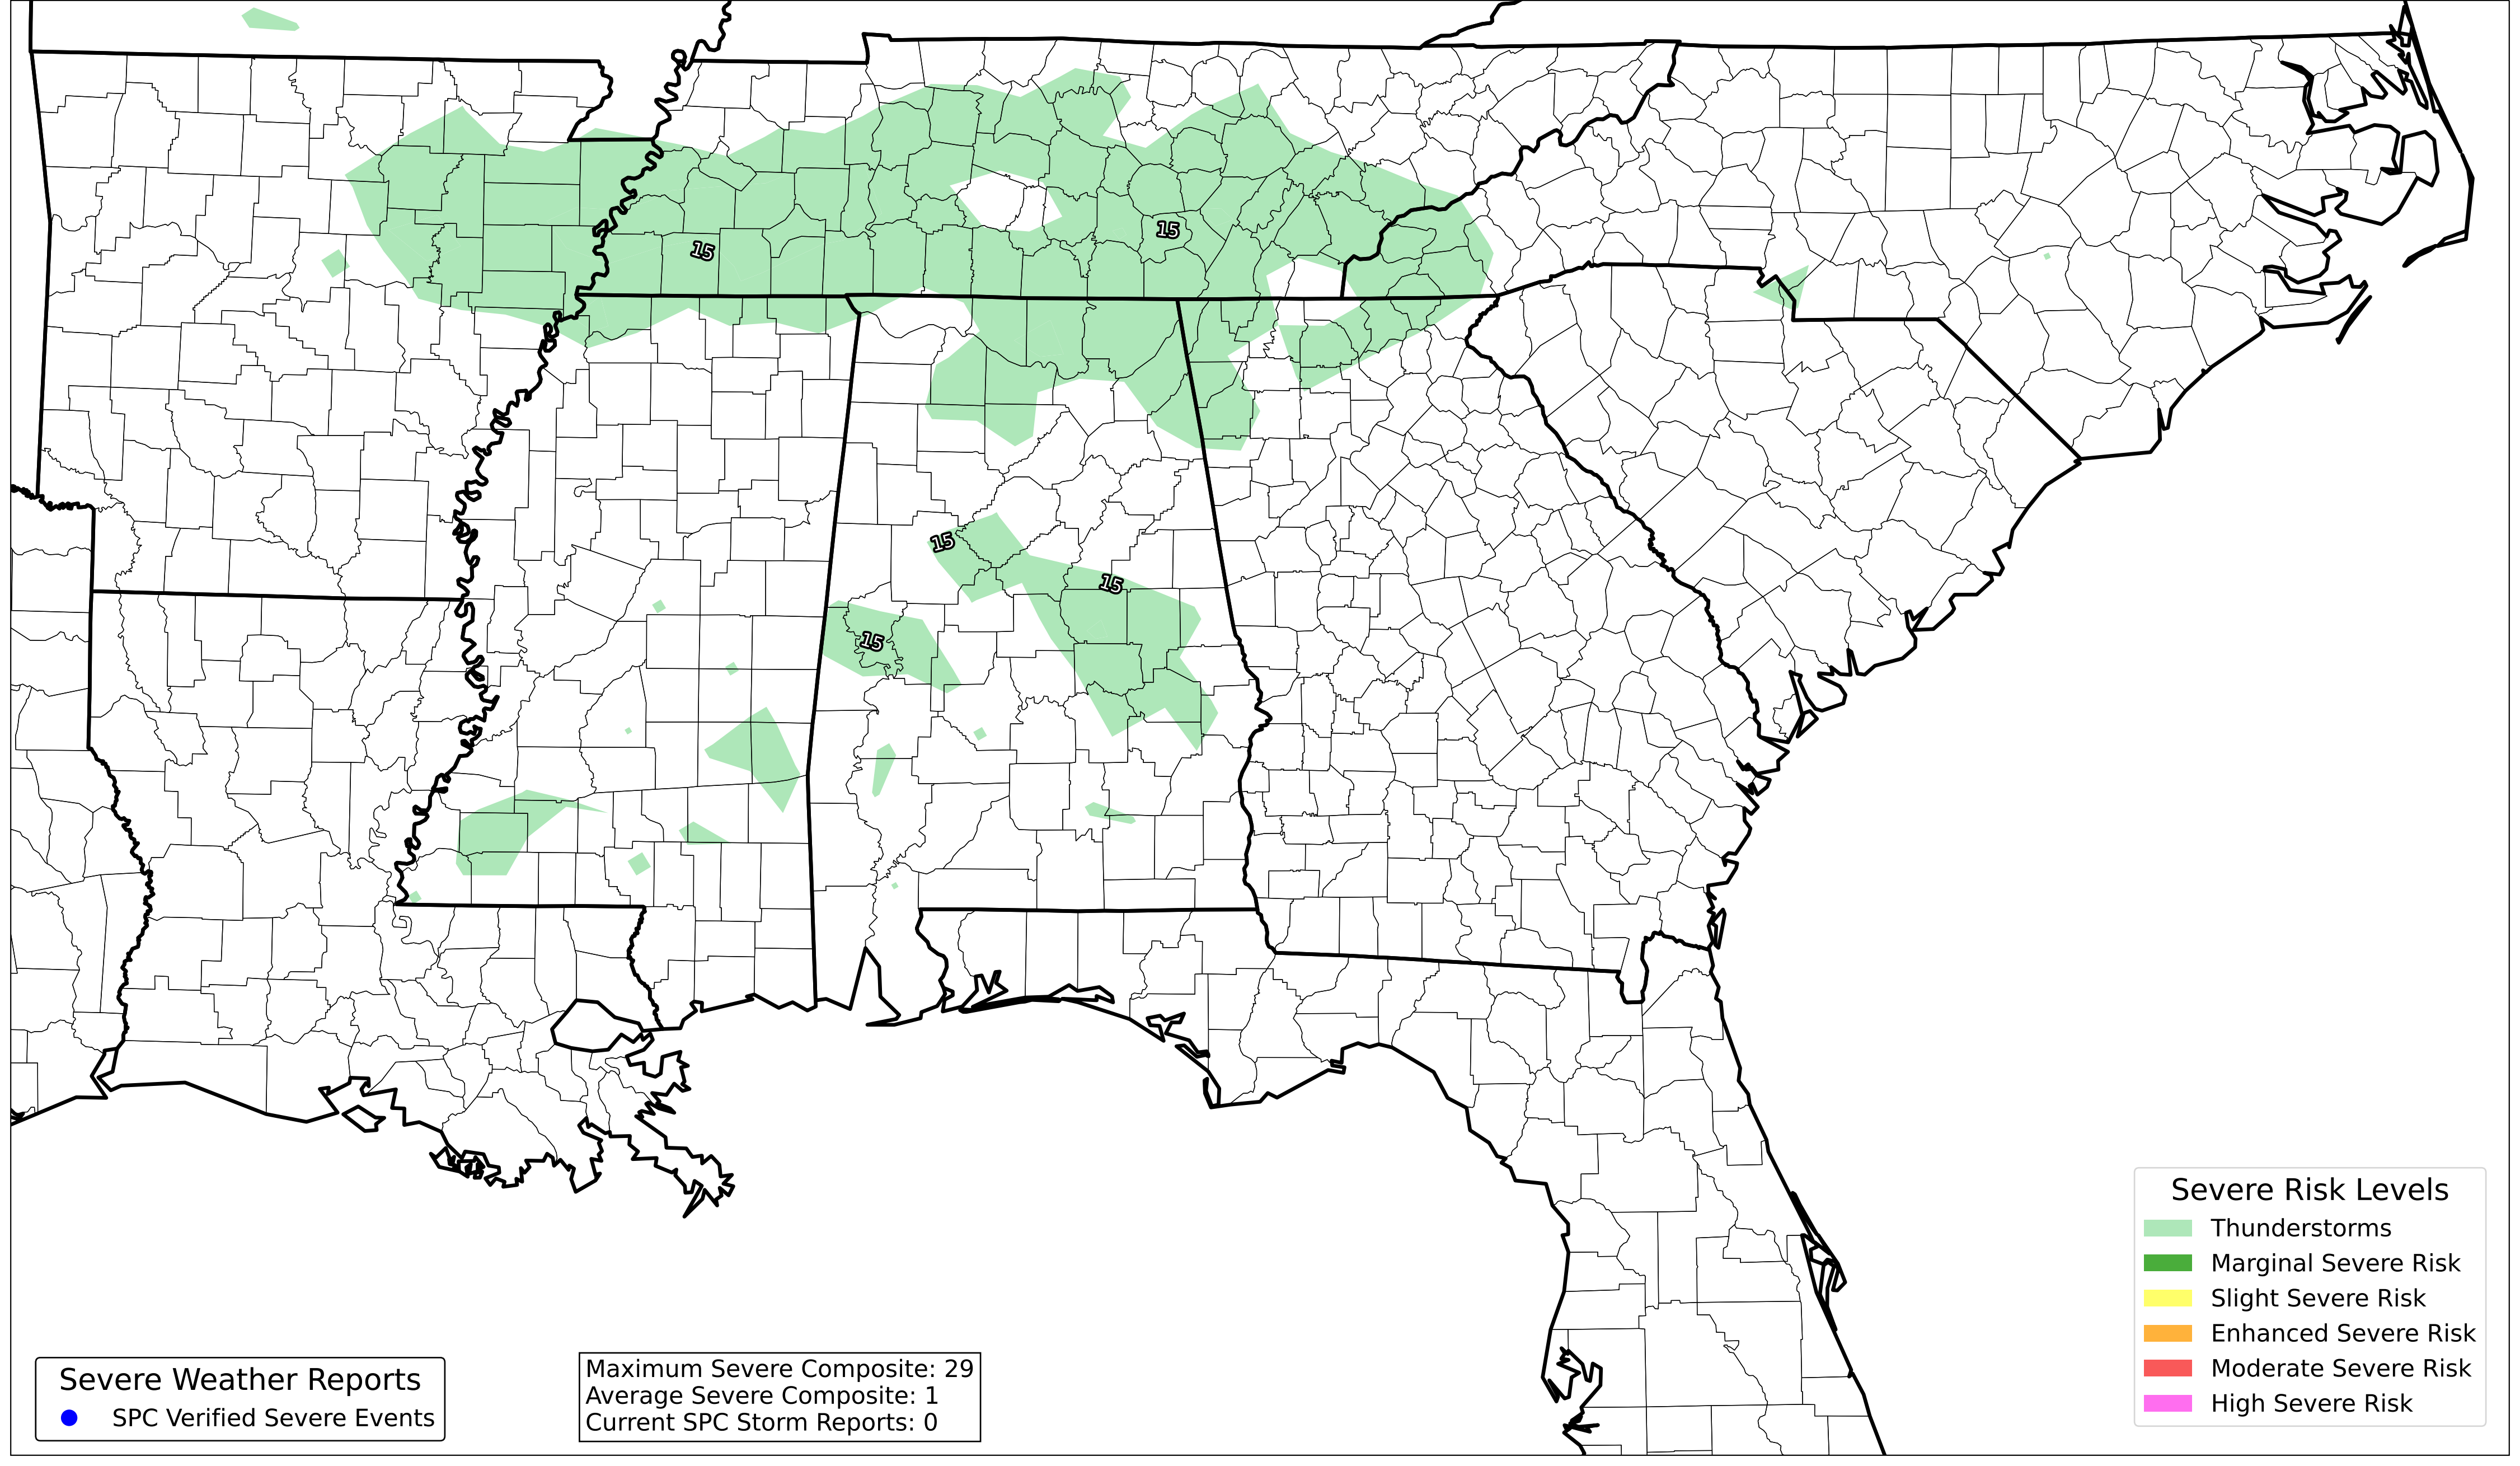 15
15
15
15
15
Severe Risk Levels
Thunderstorms
Marginal Severe Risk
Slight Severe Risk
Enhanced Severe Risk
Moderate Severe Risk
High Severe Risk
Severe Weather Reports
SPC Verified Severe Events
Maximum Severe Composite: 29
Average Severe Composite: 1
Current SPC Storm Reports: 0